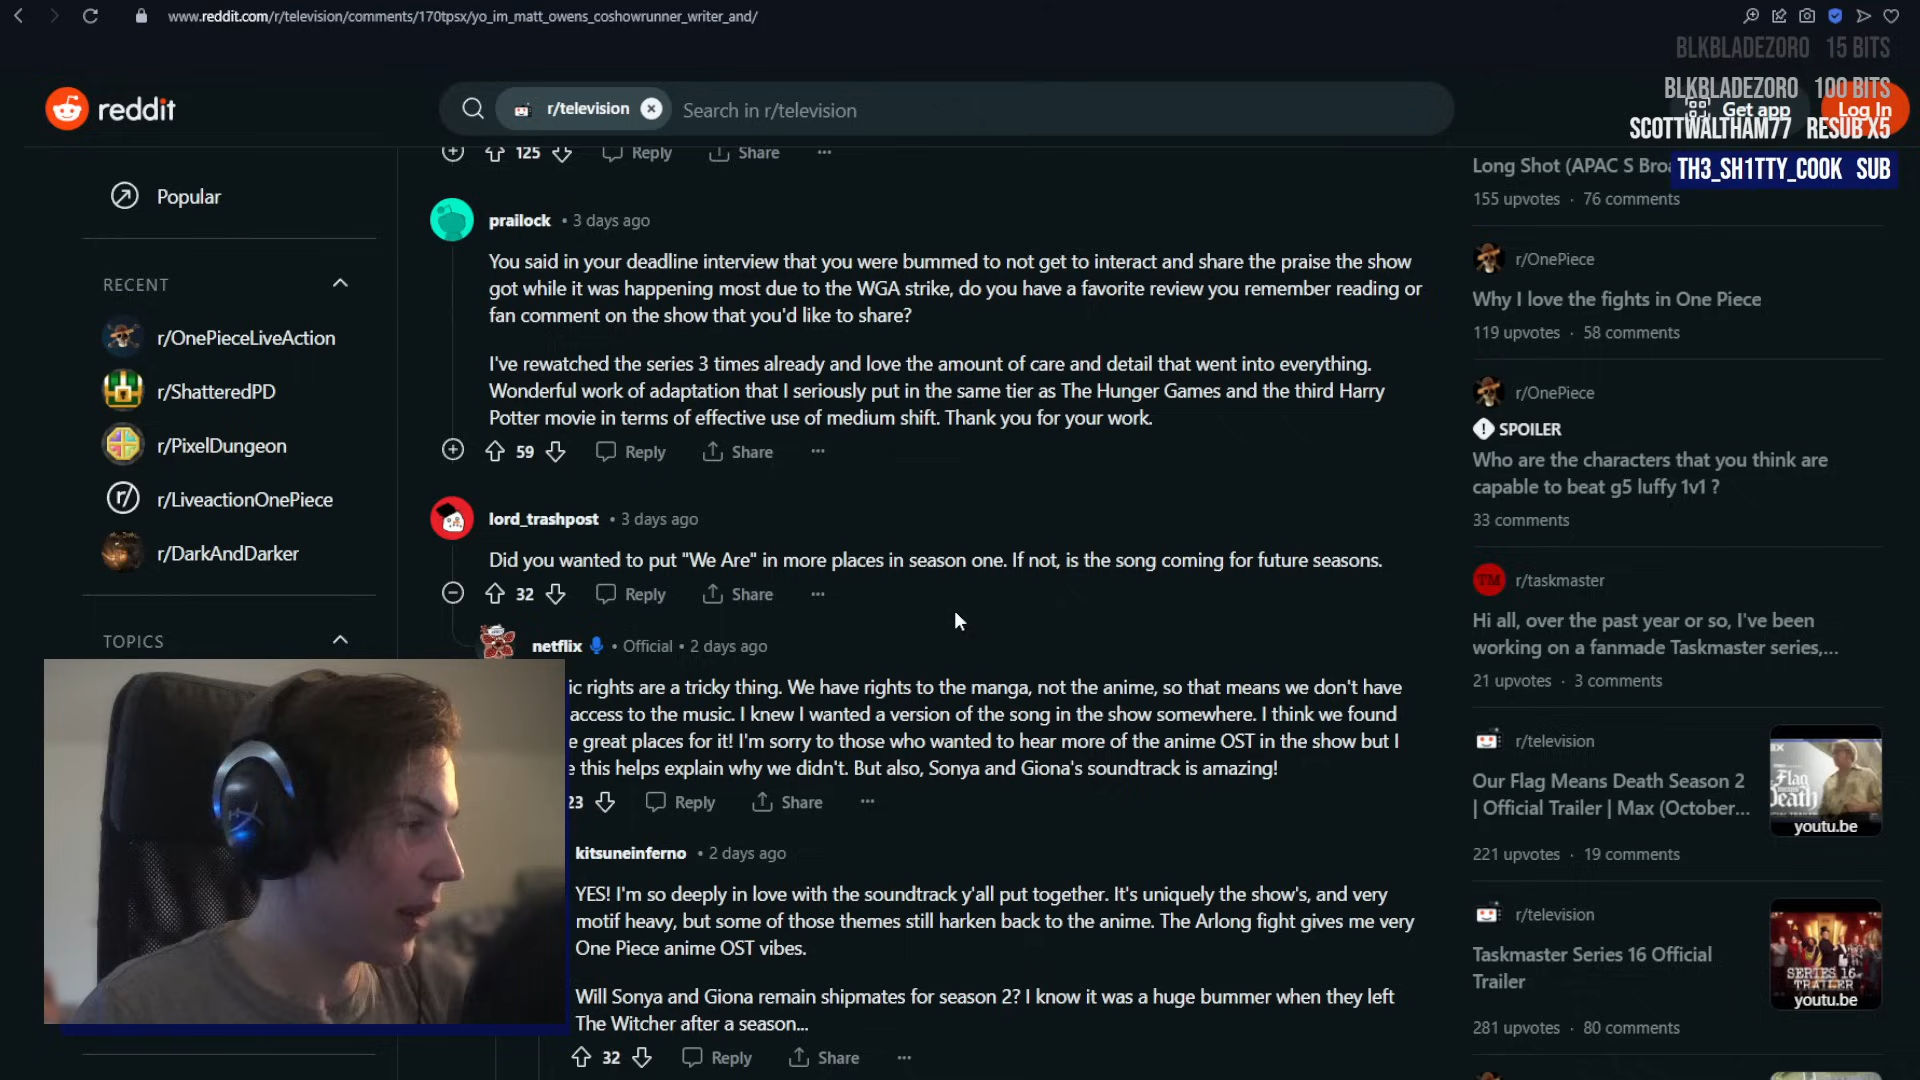 www.reddit.com/r/television/comments/170tpsx/yo_im_matt_owens_coshowrunner_writer_and/
BLKBLADEZORO 15 BITS
BLKBLADEZORO 100 BITS
SCOTTWALTHAM77 RESUB X5
TH3_SH1TTY_COOK SUB
reddit
r/television
Search in r/television
Get app
Log In
Popular
RECENT
r/OnePieceLiveAction
r/ShatteredPD
r/PixelDungeon
r/LiveactionOnePiece
r/DarkAndDarker
TOPICS
125 Reply Share
prailock • 3 days ago
You said in your deadline interview that you were bummed to not get to interact and share the praise the show
got while it was happening most due to the WGA strike, do you have a favorite review you remember reading or
fan comment on the show that you'd like to share?
I've rewatched the series 3 times already and love the amount of care and detail that went into everything.
Wonderful work of adaptation that I seriously put in the same tier as The Hunger Games and the third Harry
Potter movie in terms of effective use of medium shift. Thank you for your work.
59 Reply Share
lord_trashpost • 3 days ago
Did you wanted to put "We Are" in more places in season one. If not, is the song coming for future seasons.
32 Reply Share
netflix • Official • 2 days ago
ic rights are a tricky thing. We have rights to the manga, not the anime, so that means we don't have
access to the music. I knew I wanted a version of the song in the show somewhere. I think we found
e great places for it! I'm sorry to those who wanted to hear more of the anime OST in the show but I
e this helps explain why we didn't. But also, Sonya and Giona's soundtrack is amazing!
23 Reply Share
kitsuneinferno • 2 days ago
YES! I'm so deeply in love with the soundtrack y'all put together. It's uniquely the show's, and very
motif heavy, but some of those themes still harken back to the anime. The Arlong fight gives me very
One Piece anime OST vibes.
Will Sonya and Giona remain shipmates for season 2? I know it was a huge bummer when they left
The Witcher after a season...
32 Reply Share
Long Shot (APAC S Broa
155 upvotes · 76 comments
r/OnePiece
Why I love the fights in One Piece
119 upvotes · 58 comments
r/OnePiece
SPOILER
Who are the characters that you think are
capable to beat g5 luffy 1v1 ?
33 comments
TM
r/taskmaster
Hi all, over the past year or so, I've been
working on a fanmade Taskmaster series,...
21 upvotes · 3 comments
r/television
Our Flag Means Death Season 2
| Official Trailer | Max (October...
221 upvotes · 19 comments
Flag
means
Death
youtu.be
r/television
Taskmaster Series 16 Official
Trailer
281 upvotes · 80 comments
SERIES 16
TRAILER
youtu.be